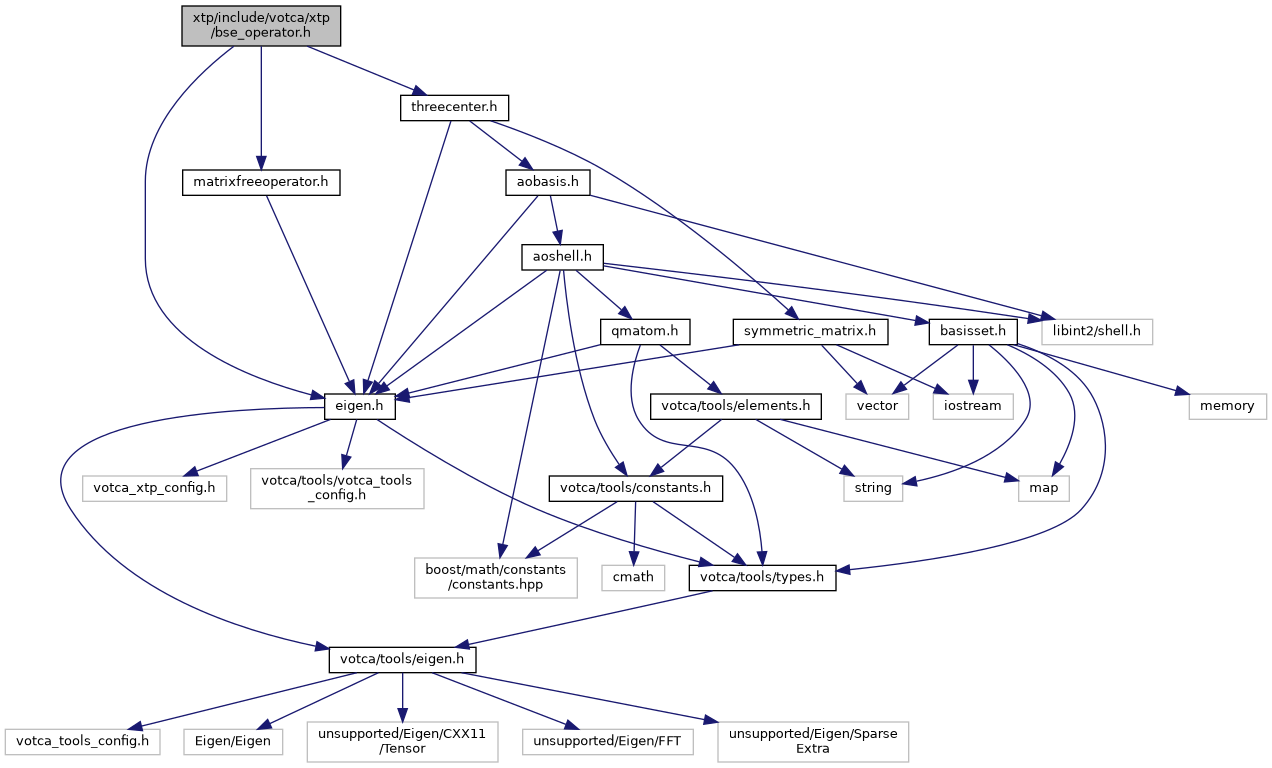 xtp/include/votca/xtp
/bse_operator.h
threecenter.h
matrixfreeoperator.h
aobasis.h
aoshell.h
qmatom.h
symmetric_matrix.h
basisset.h
libint2/shell.h
eigen.h
votca/tools/elements.h
vector
iostream
memory
votca_xtp_config.h
votca/tools/votca_tools
_config.h
votca/tools/constants.h
string
map
boost/math/constants
/constants.hpp
cmath
votca/tools/types.h
votca/tools/eigen.h
votca_tools_config.h
Eigen/Eigen
unsupported/Eigen/CXX11
/Tensor
unsupported/Eigen/FFT
unsupported/Eigen/Sparse
Extra